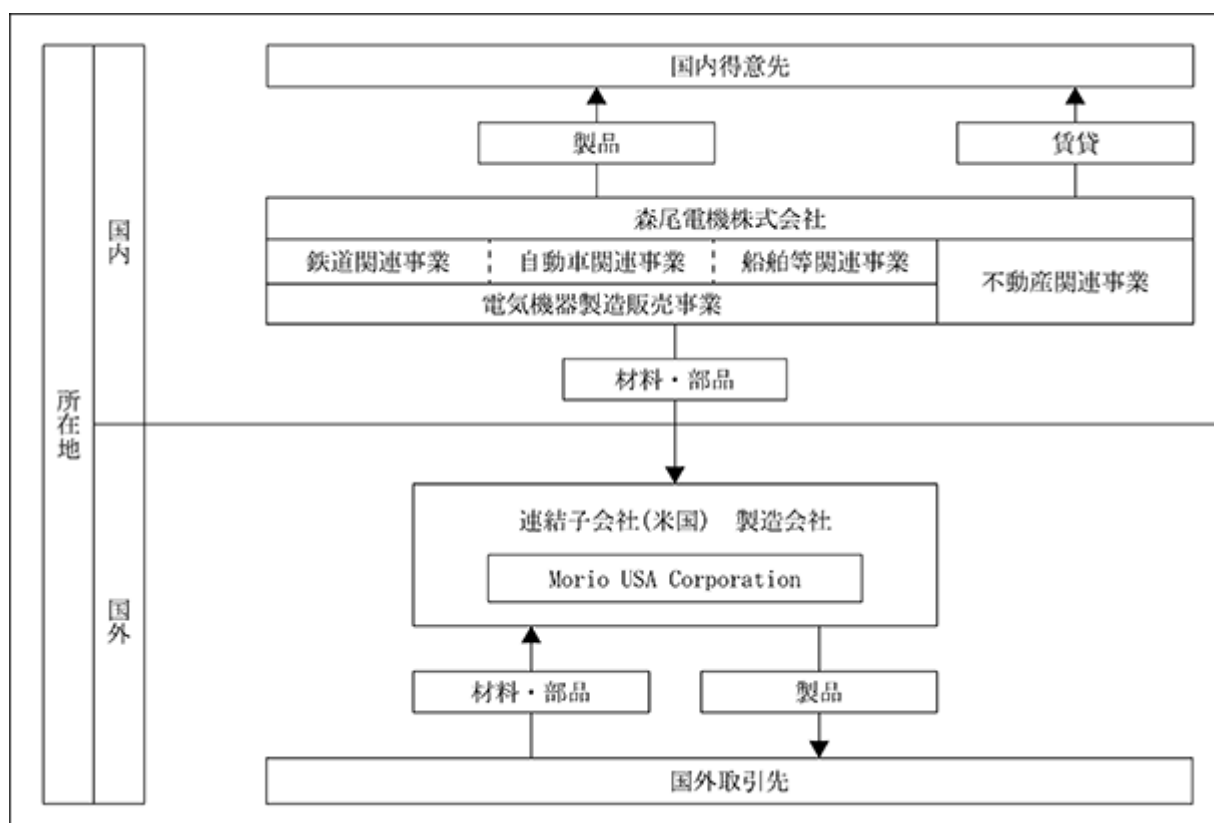 国内得意先
製品
賃貸
森尾電機株式会社
鉄道関連事業
自動車関連事業
船舶等関連事業
不動産関連事業
電気機器製造販売事業
材料・部品
所在地
国内
国外
連結子会社(米国) 製造会社
Morio USA Corporation
材料・部品
製品
国外取引先